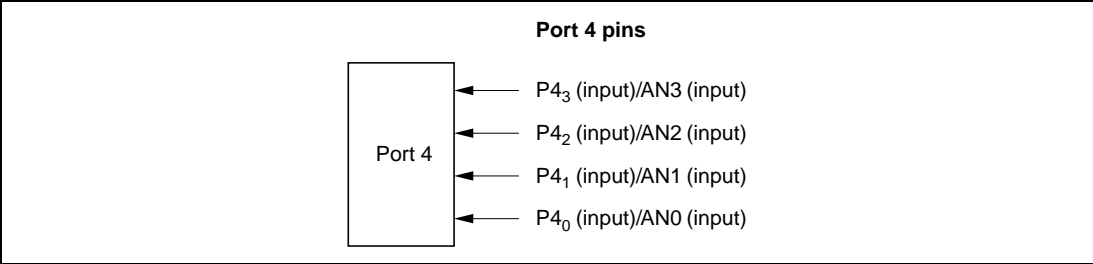 Port 4 pins
P4₃ (input)/AN3 (input)
P4₂ (input)/AN2 (input)
Port 4
P4₁ (input)/AN1 (input)
P4₀ (input)/AN0 (input)